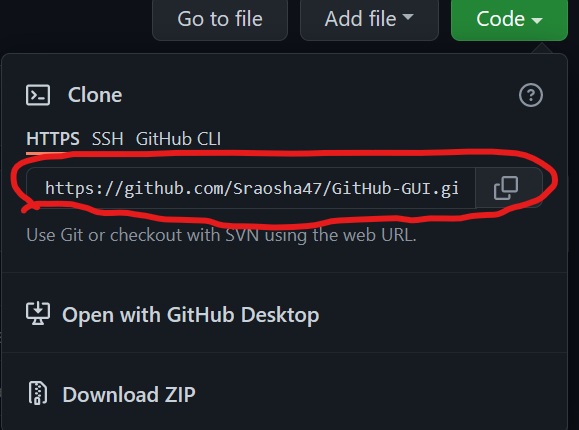 Go to file Add file Code
Clone
HTTPS SSH GitHub CLI
https://github.com/Sraosha47/GitHub-GUI.gi
Use Git or checkout with SVN using the web URL.
Open with GitHub Desktop
Download ZIP